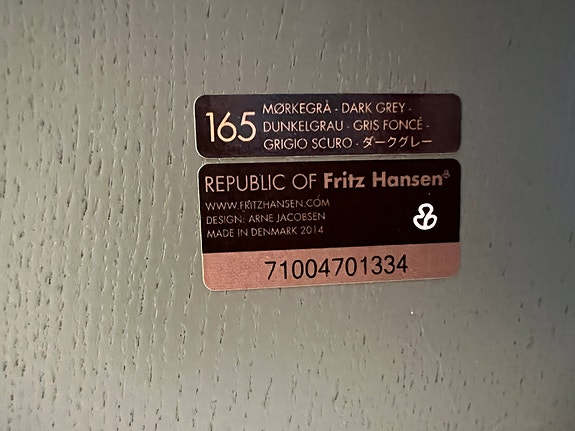 165 MØRKEGRÅ - DARK GREY -
DUNKELGRAU - GRIS FONCÉ -
GRIGIO SCURO - ダークグレー
REPUBLIC OF Fritz Hansen
WWW.FRITZHANSEN.COM
DESIGN: ARNE JACOBSEN
MADE IN DENMARK 2014
71004701334